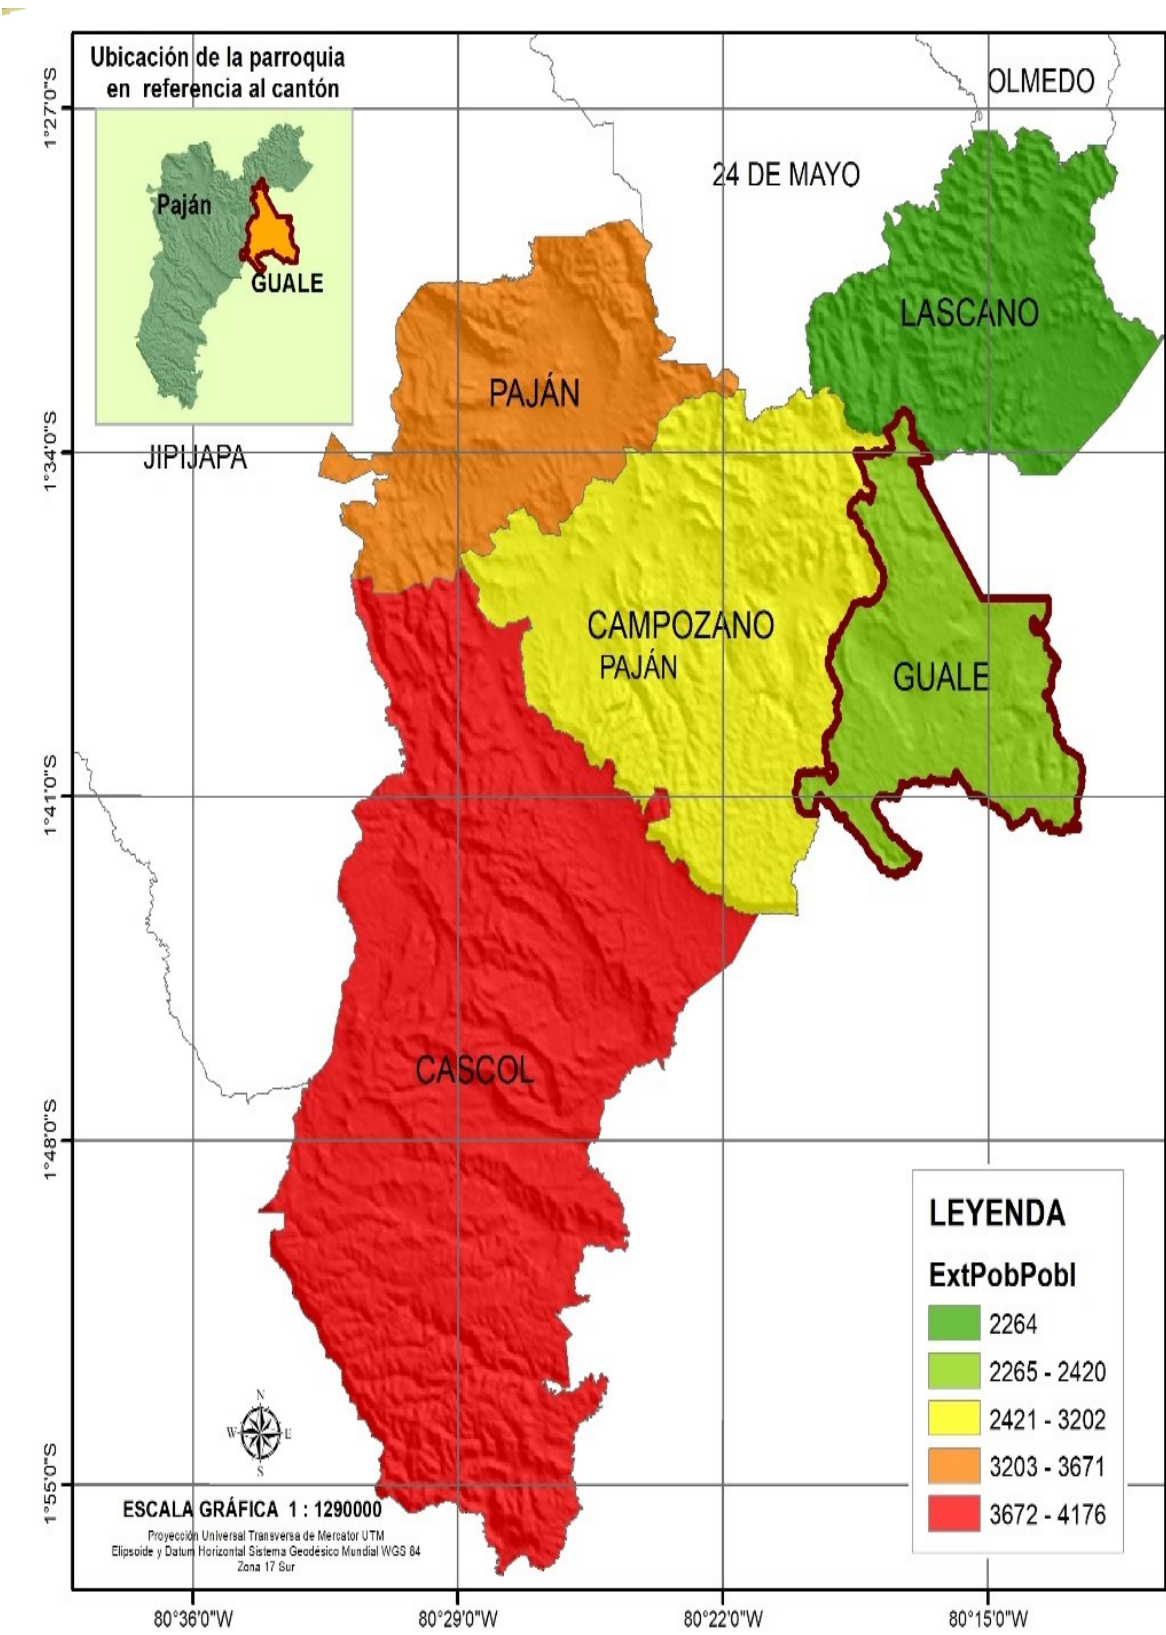 Ubicación de la parroquia
en referencia al cantón
Paján
GUALE
OLMEDO
24 DE MAYO
LASCANO
PAJÁN
JIPIJAPA
CAMPOZANO
PAJÁN
GUALE
CASCOL
1°27'0"S
1°34'0"S
1°41'0"S
1°48'0"S
1°55'0"S
LEYENDA
ExtPobPobl
2264
2265 - 2420
2421 - 3202
3203 - 3671
3672 - 4176
N
W E
S
ESCALA GRÁFICA 1 : 1290000
Proyección Universal Transversa de Mercator UTM
Elipsoide y Datum Horizontal Sistema Geodésico Mundial WGS 84
Zona 17 Sur
80°36'0"W 80°29'0"W 80°22'0"W 80°15'0"W